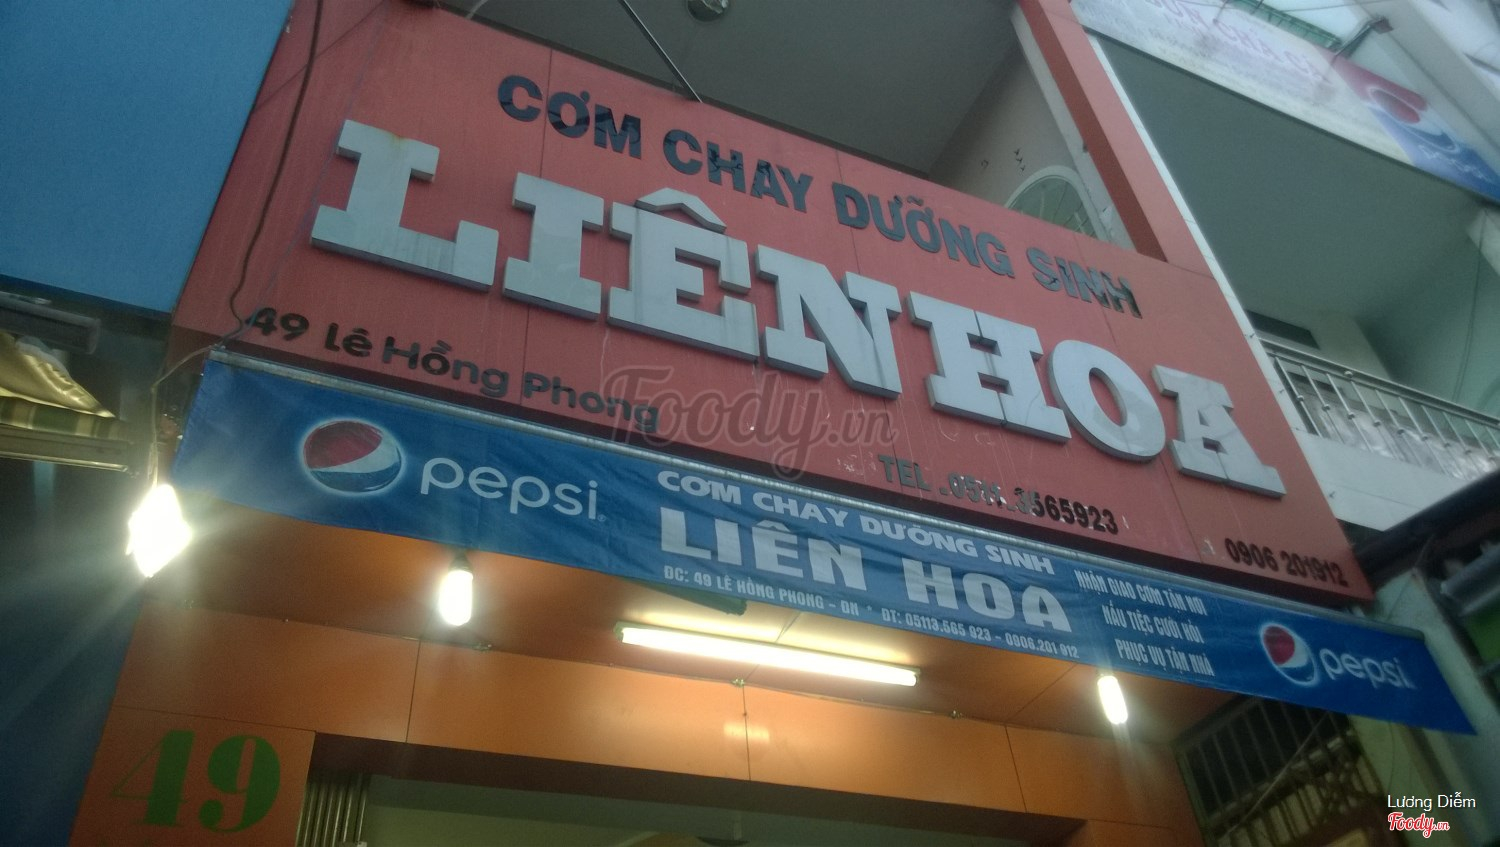 CƠM CHAY DƯỠNG SINH
LIÊN HOA
49 Lê Hồng Phong
TEL .0511.3565923
0906 201912
pepsi
CƠM CHAY DƯỠNG SINH
LIÊN HOA
ĐC: 49 LÊ HỒNG PHONG - ĐN * ĐT: 05113.565 923 - 0906.201 912
NHẬN GIAO CƠM TẬN NƠI
NẤU TIỆC CƯỚI HỎI
PHỤC VỤ TẬN NHÀ
pepsi
49
Foody.vn
Lương Diễm
Foody.vn